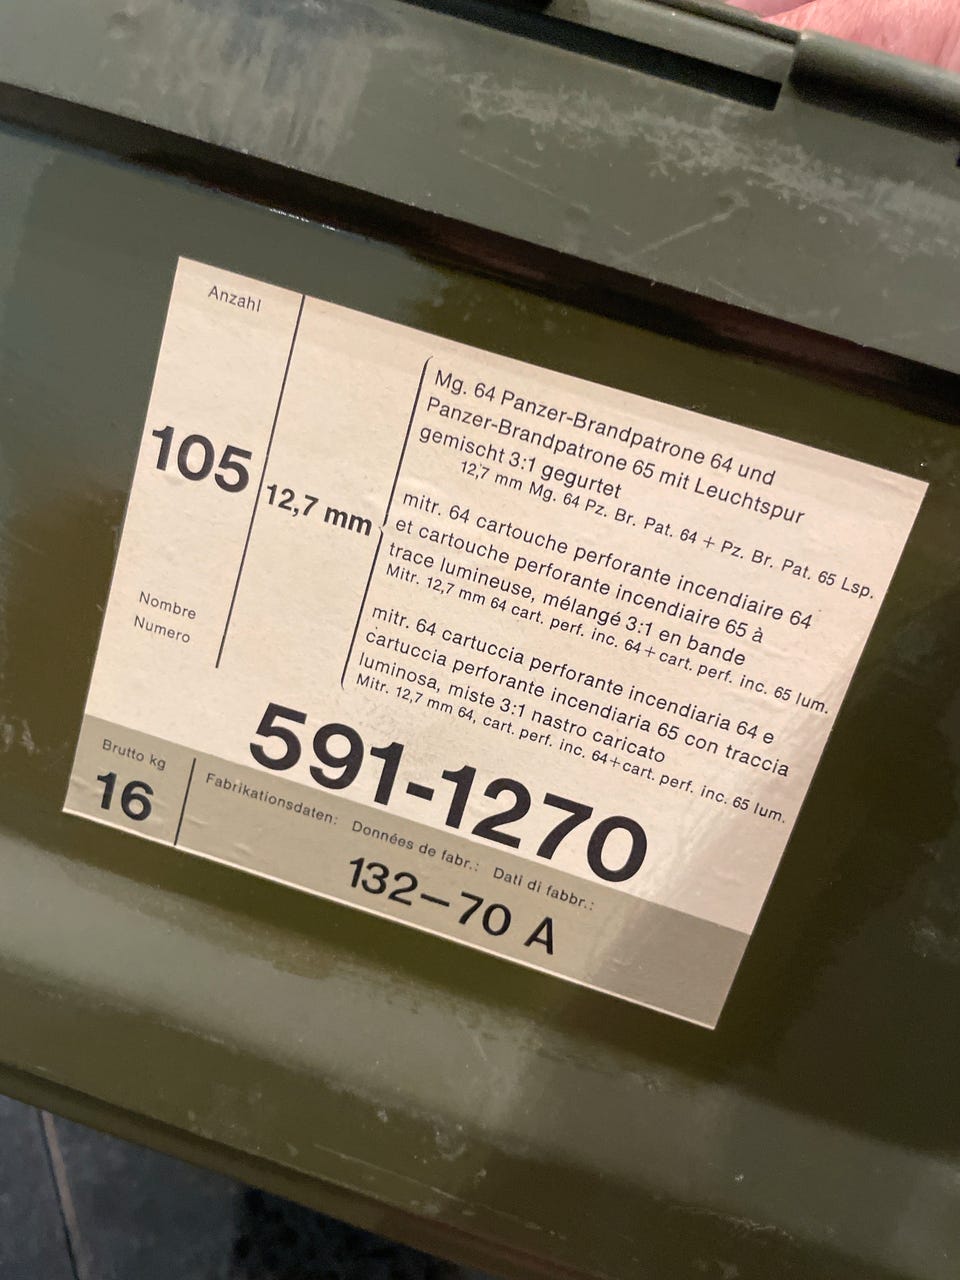 Anzahl
105
Nombre
Numero
12,7 mm
Mg. 64 Panzer-Brandpatrone 64 und
Panzer-Brandpatrone 65 mit Leuchtspur
gemischt 3:1 gegurtet
12,7 mm Mg. 64 Pz. Br. Pat. 64 + Pz. Br. Pat. 65 Lsp.
mitr. 64 cartouche perforante incendiaire 64
et cartouche perforante incendiaire 65 à
trace lumineuse, mélangé 3:1 en bande
Mitr. 12,7 mm 64 cart. perf. inc. 64 + cart. perf. inc. 65 lum.
mitr. 64 cartuccia perforante incendiaria 64 e
cartuccia perforante incendiaria 65 con traccia
luminosa, miste 3:1 nastro caricato
Mitr. 12,7 mm 64, cart. perf. inc. 64+cart. perf. inc. 65 lum.
591-1270
Brutto kg
16
Fabrikationsdaten: Données de fabr.: Dati di fabbr.:
132–70 A